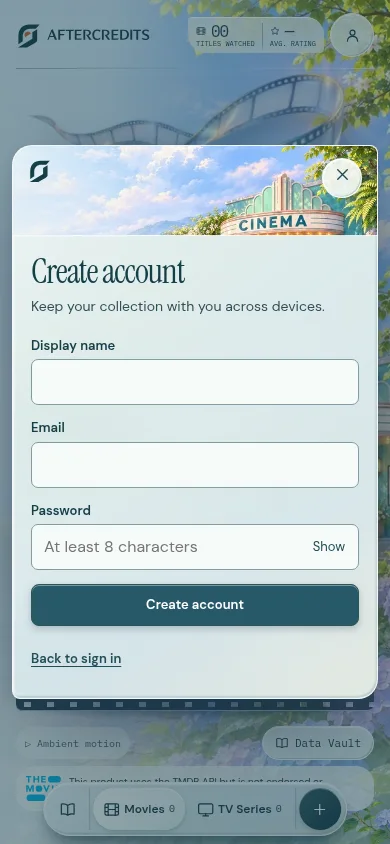 AFTERCREDITS
00
TITLES WATCHED
—
AVG. RATING
CINEMA
Create account
Keep your collection with you across devices.
Display name
Email
Password
At least 8 characters
Show
Create account
Back to sign in
Ambient motion
Data Vault
THE
MOV
This product uses the TMDB API but is not endorsed or
Movies 0
TV Series 0